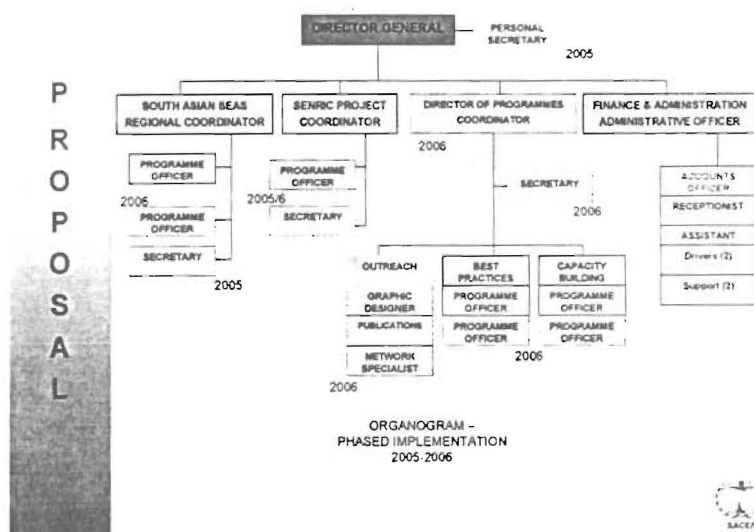 PROPOSAL
DIRECTOR GENERAL
PERSONAL
SECRETARY
2005
SOUTH ASIAN SEAS
REGIONAL COORDINATOR
SENRIC PROJECT
COORDINATOR
DIRECTOR OF PROGRAMMES
COORDINATOR
FINANCE & ADMINISTRATION
ADMINISTRATIVE OFFICER
2006
PROGRAMME
OFFICER
2006
PROGRAMME
OFFICER
SECRETARY
2005
PROGRAMME
OFFICER
2005/6
SECRETARY
SECRETARY
2006
ACCOUNTS
OFFICER
RECEPTIONIST
ASSISTANT
Drivers (2)
Support (2)
OUTREACH
GRAPHIC
DESIGNER
PUBLICATIONS
NETWORK
SPECIALIST
2006
BEST
PRACTICES
PROGRAMME
OFFICER
PROGRAMME
OFFICER
CAPACITY
BUILDING
PROGRAMME
OFFICER
PROGRAMME
OFFICER
2006
ORGANOGRAM –
PHASED IMPLEMENTATION
2005-2006